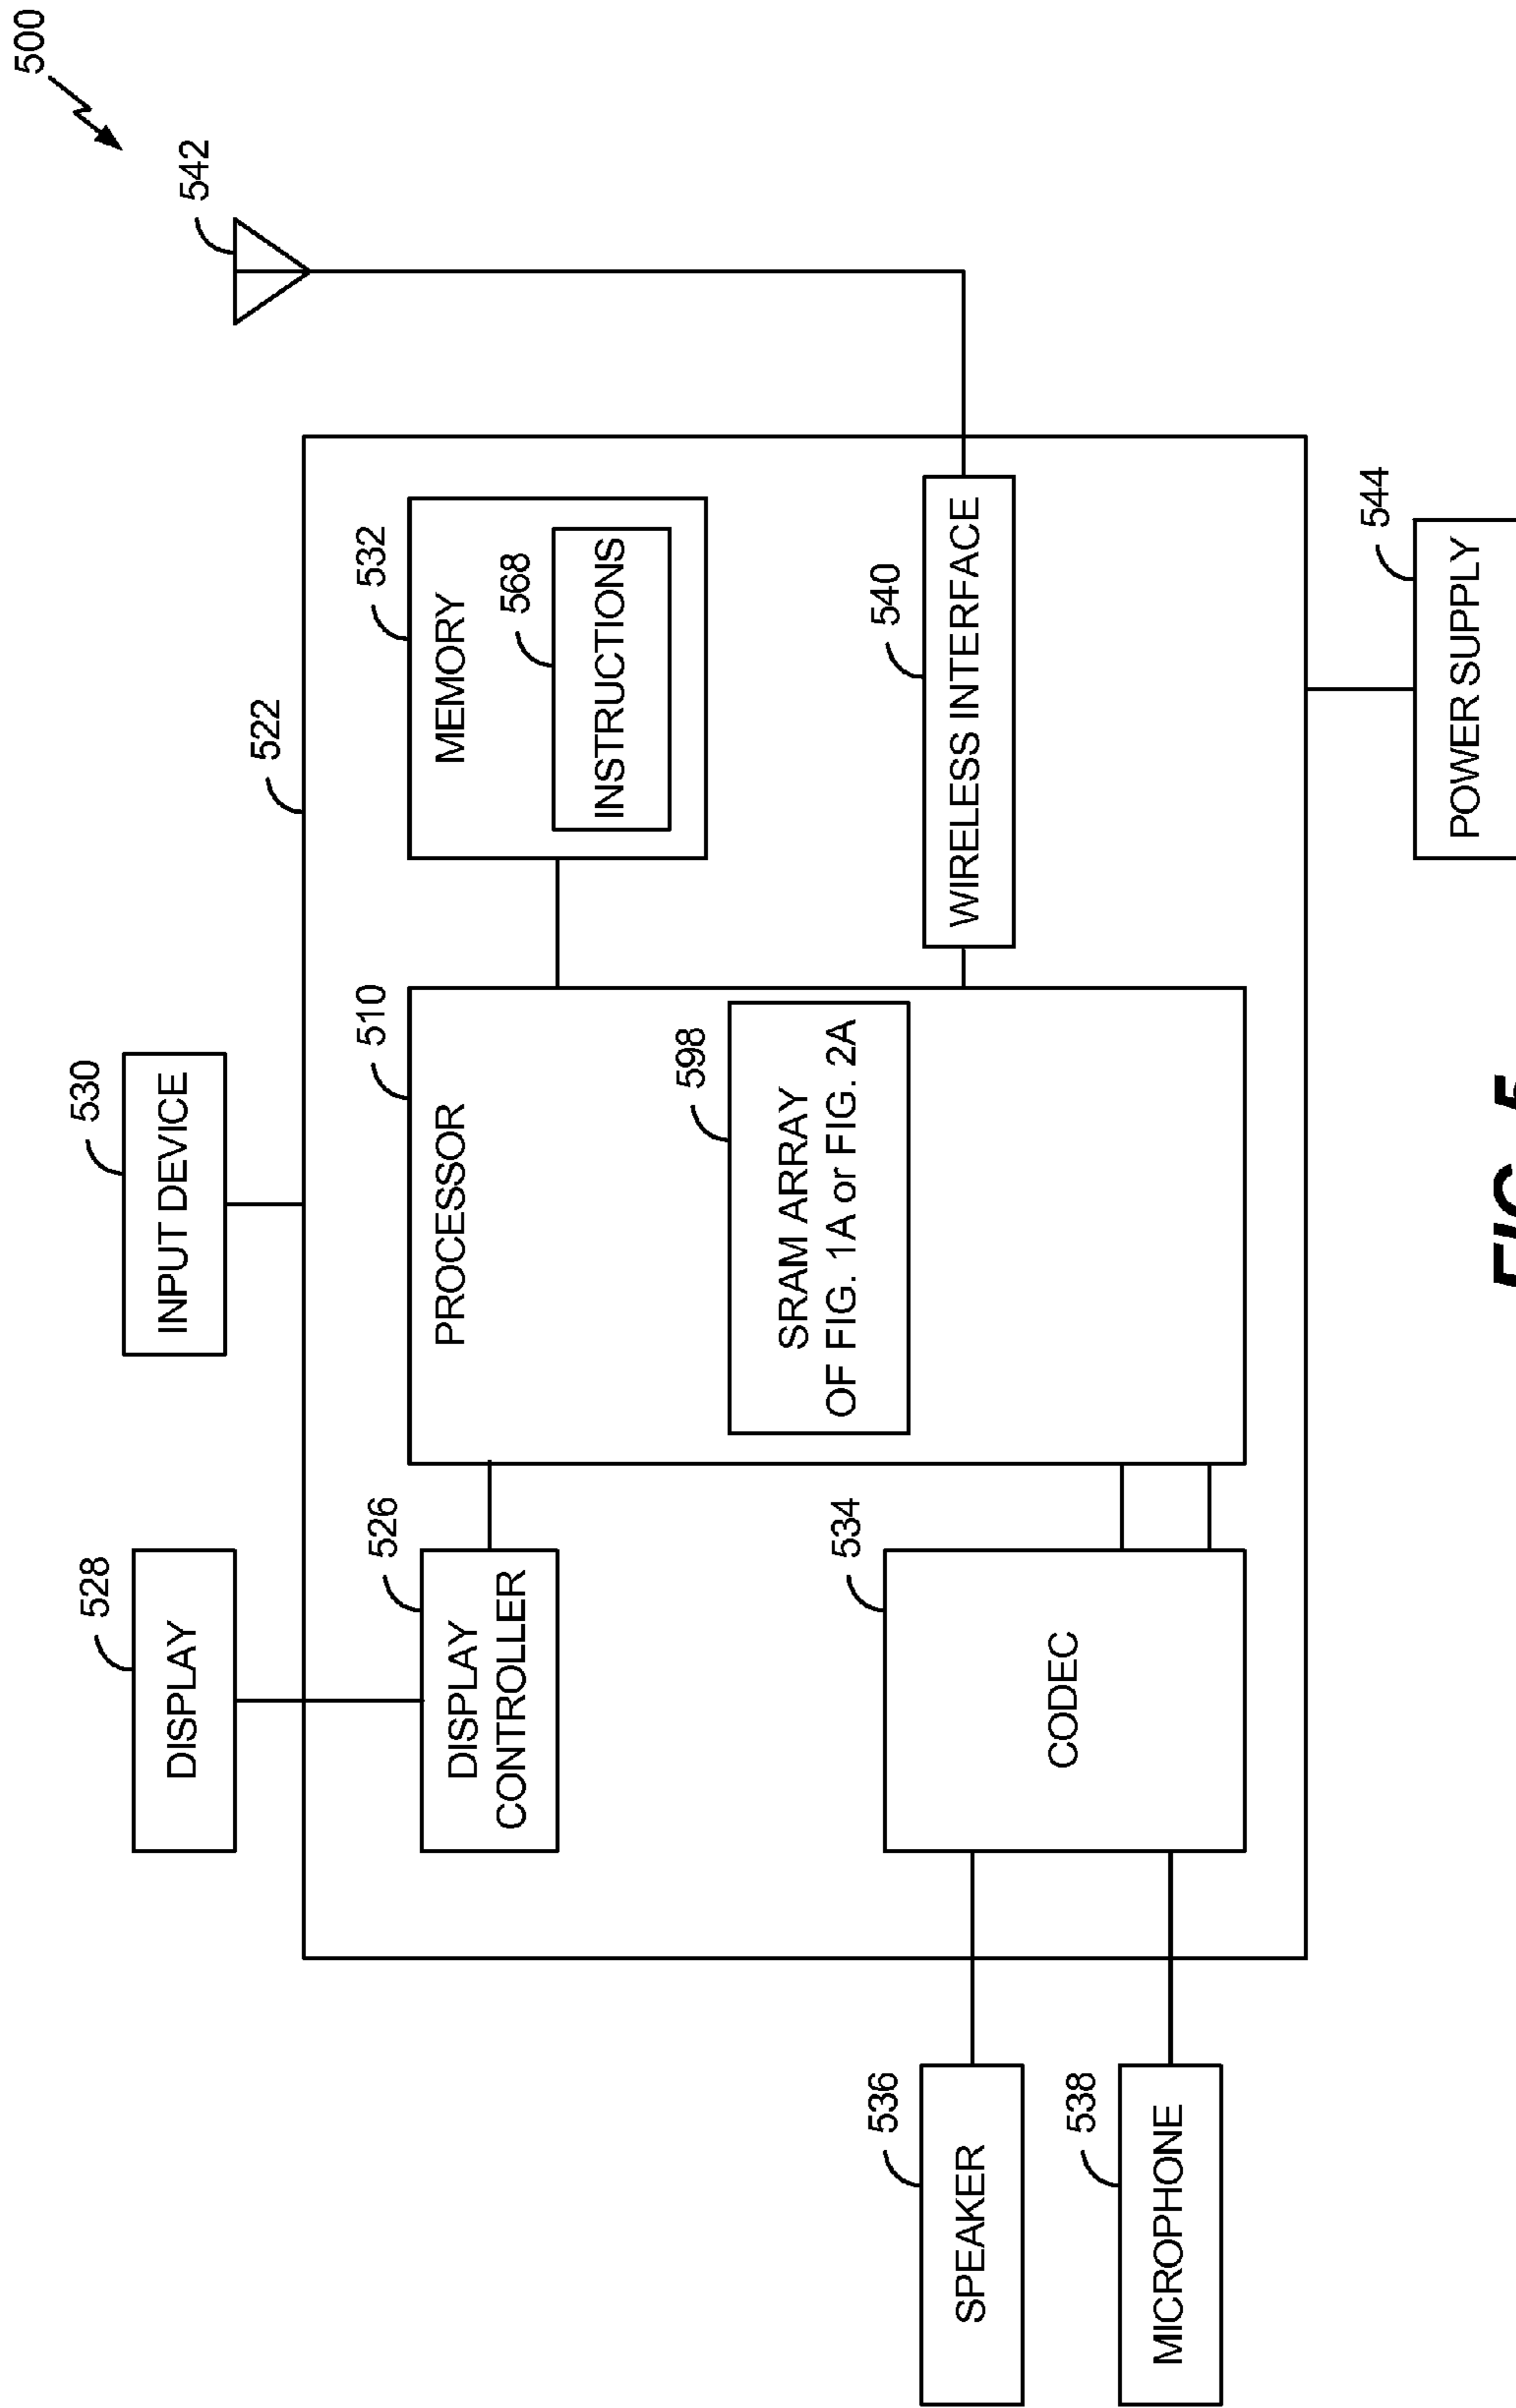 500
528
530
542
DISPLAY
INPUT DEVICE
522
526
510
532
DISPLAY
CONTROLLER
PROCESSOR
MEMORY
568
INSTRUCTIONS
598
SRAM ARRAY
OF FIG. 1A or FIG. 2A
536
534
540
SPEAKER
CODEC
WIRELESS INTERFACE
538
MICROPHONE
544
POWER SUPPLY
FIG. 5